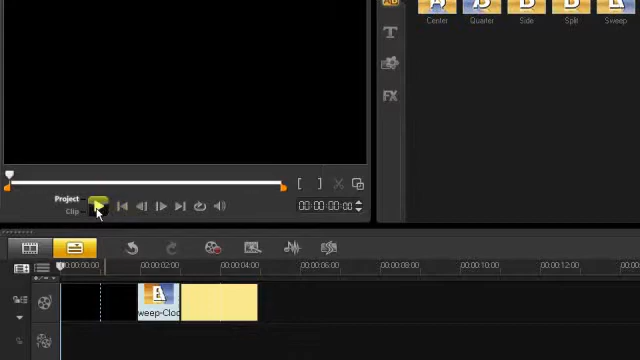 AB
Center
Quarter
Side
Split
Sweep
T
FX
Project
Clip
[ ]
00:00:00:00
00:00:00:00
00:00:02:00
00:00:04:00
00:00:06:00
00:00:08:00
00:00:10:00
00:00:12:00
weep-Cloc